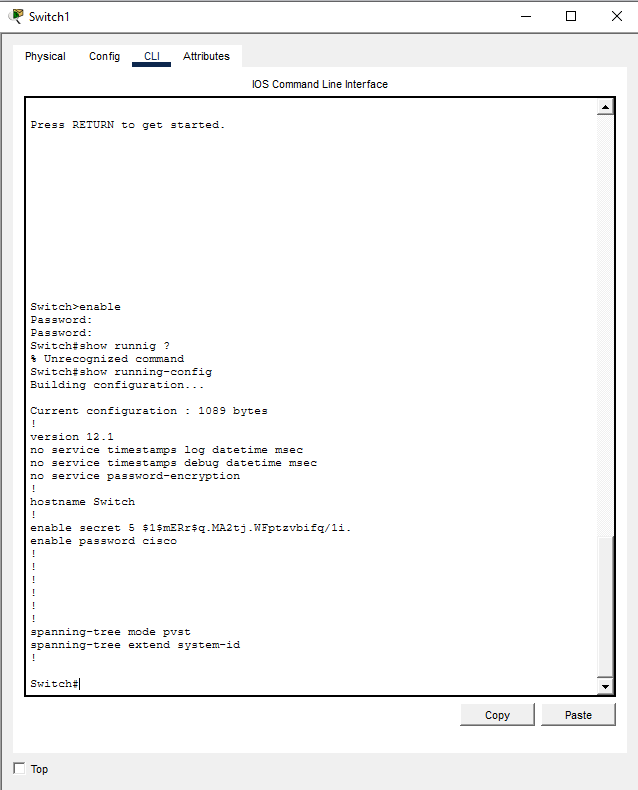 Switch1
Physical Config CLI Attributes
IOS Command Line Interface
Press RETURN to get started.
Switch>enable
Password:
Password:
Switch#show runnig ?
% Unrecognized command
Switch#show running-config
Building configuration...
Current configuration : 1089 bytes
!
version 12.1
no service timestamps log datetime msec
no service timestamps debug datetime msec
no service password-encryption
!
hostname Switch
!
enable secret 5 $1$mERr$q.MA2tj.WFptzvbifq/1i.
enable password cisco
!
!
!
!
!
!
spanning-tree mode pvst
spanning-tree extend system-id
!
Switch#
Copy Paste
Top